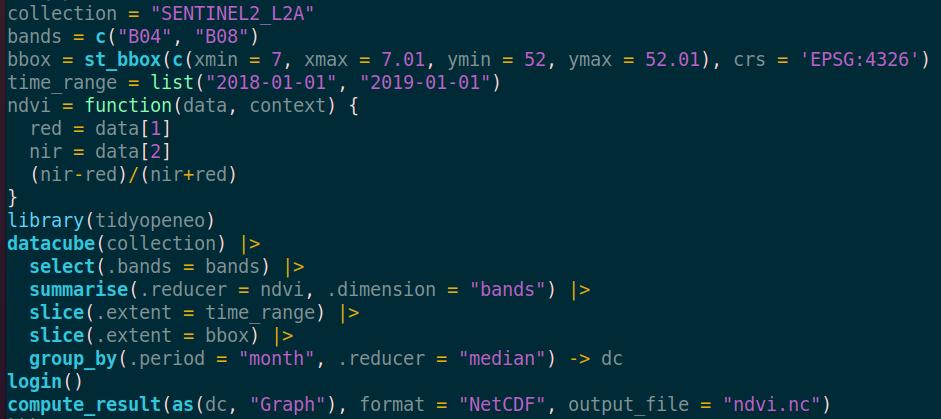 collection = "SENTINEL2_L2A"
bands = c("B04", "B08")
bbox = st_bbox(c(xmin = 7, xmax = 7.01, ymin = 52, ymax = 52.01), crs = 'EPSG:4326')
time_range = list("2018-01-01", "2019-01-01")
ndvi = function(data, context) {
  red = data[1]
  nir = data[2]
  (nir-red)/(nir+red)
}
library(tidyopeneo)
datacube(collection) |>
  select(.bands = bands) |>
  summarise(.reducer = ndvi, .dimension = "bands") |>
  slice(.extent = time_range) |>
  slice(.extent = bbox) |>
  group_by(.period = "month", .reducer = "median") -> dc
login()
compute_result(as(dc, "Graph"), format = "NetCDF", output_file = "ndvi.nc")